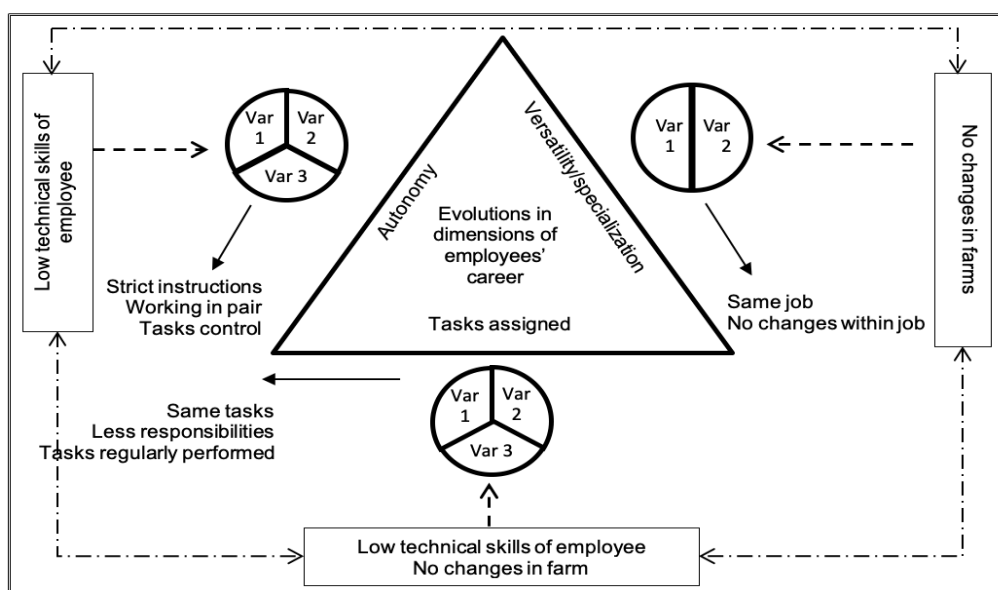 Low technical skills of
employee
Var
1
Var
2
Var 3
Strict instructions
Working in pair
Tasks control
Autonomy
Versatility/specialization
Evolutions in
dimensions of
employees'
career
Tasks assigned
Var
1
Var
2
Same job
No changes within job
No changes in farms
Same tasks
Less responsibilities
Tasks regularly performed
Var
1
Var
2
Var 3
Low technical skills of employee
No changes in farm